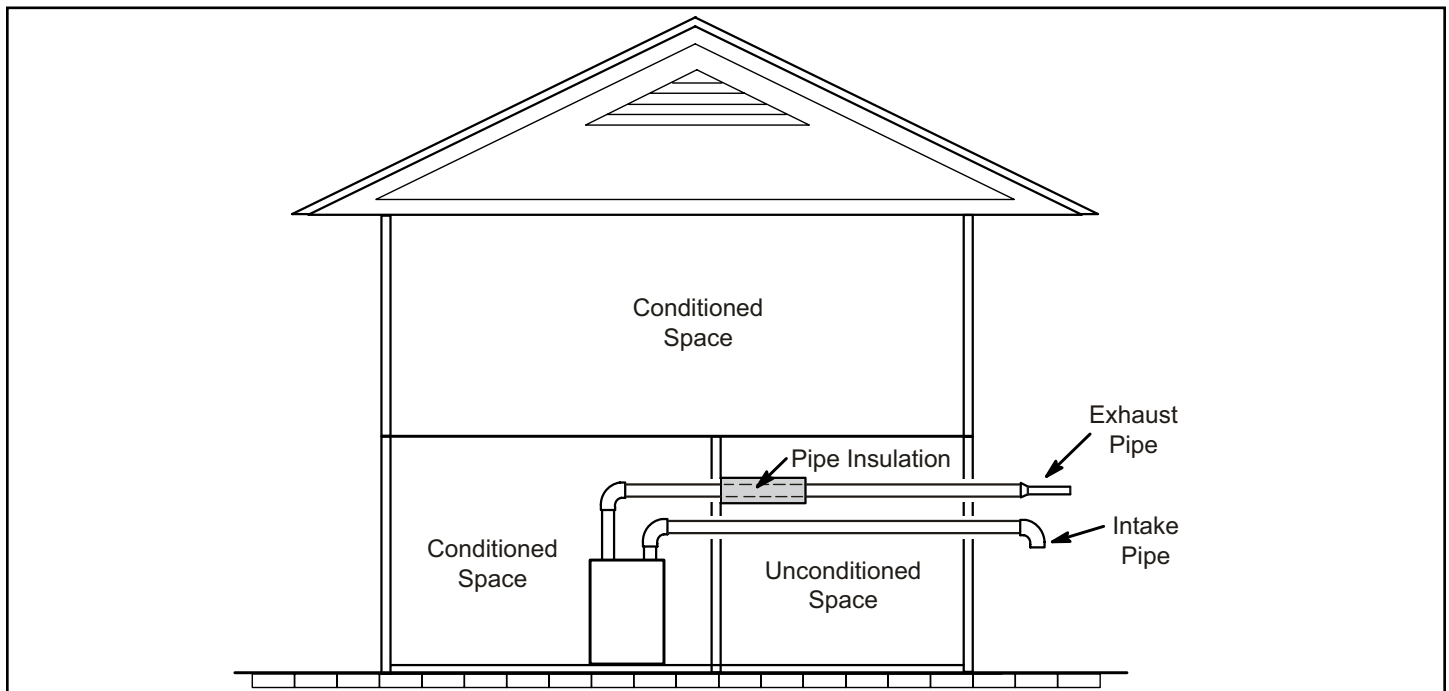 Conditioned
Space
Exhaust
Pipe
Pipe Insulation
Intake
Pipe
Conditioned
Space
Unconditioned
Space